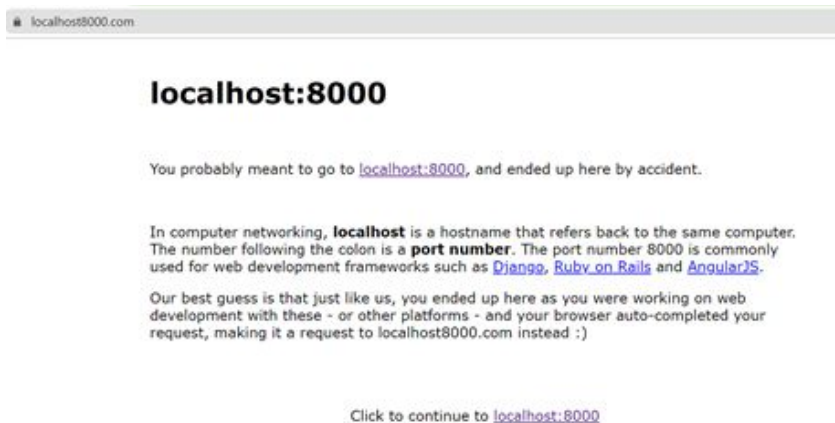 localhost8000.com
localhost:8000
You probably meant to go to localhost:8000, and ended up here by accident.
In computer networking, localhost is a hostname that refers back to the same computer.
The number following the colon is a port number. The port number 8000 is commonly
used for web development frameworks such as Django, Ruby on Rails and AngularJS.
Our best guess is that just like us, you ended up here as you were working on web
development with these - or other platforms - and your browser auto-completed your
request, making it a request to localhost8000.com instead :)
Click to continue to localhost:8000